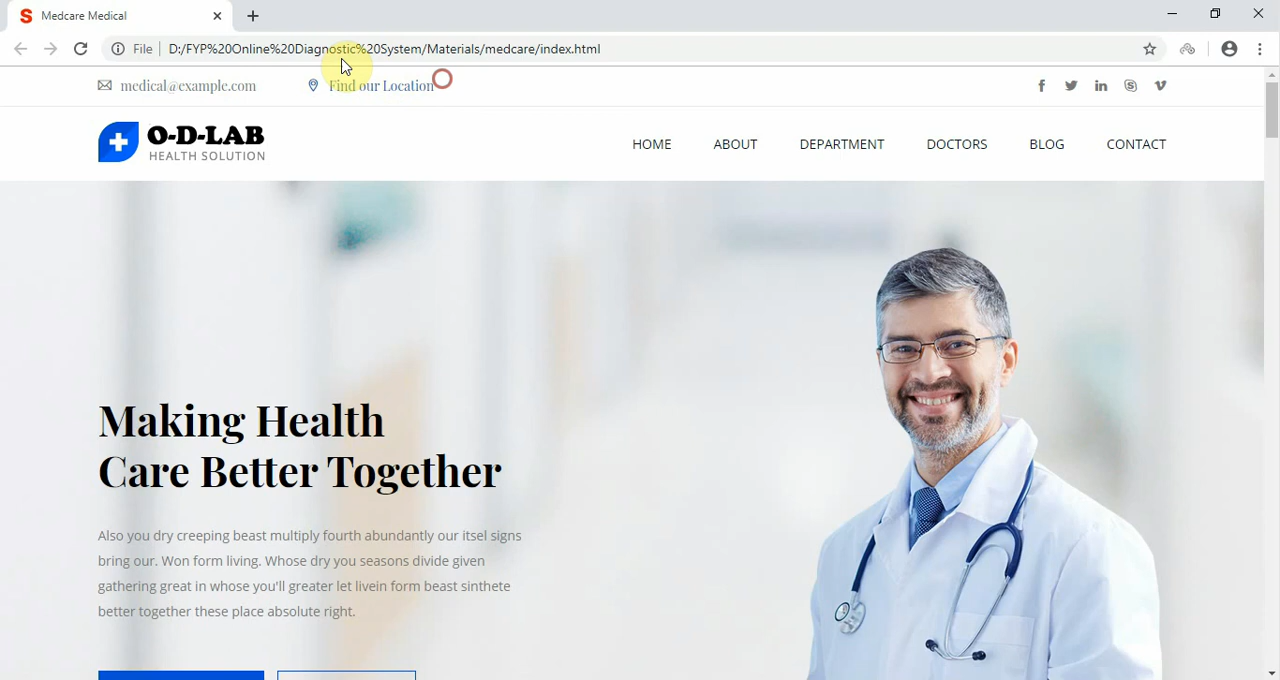 Medcare Medical
File
D:/FYP%20Online%20Diagnostic%20System/Materials/medcare/index.html
medical@example.com
Find our Location
O-D-LAB
HEALTH SOLUTION
HOME
ABOUT
DEPARTMENT
DOCTORS
BLOG
CONTACT
Making Health
Care Better Together
Also you dry creeping beast multiply fourth abundantly our itsel signs
bring our. Won form living. Whose dry you seasons divide given
gathering great in whose you'll greater let livein form beast sinthete
better together these place absolute right.